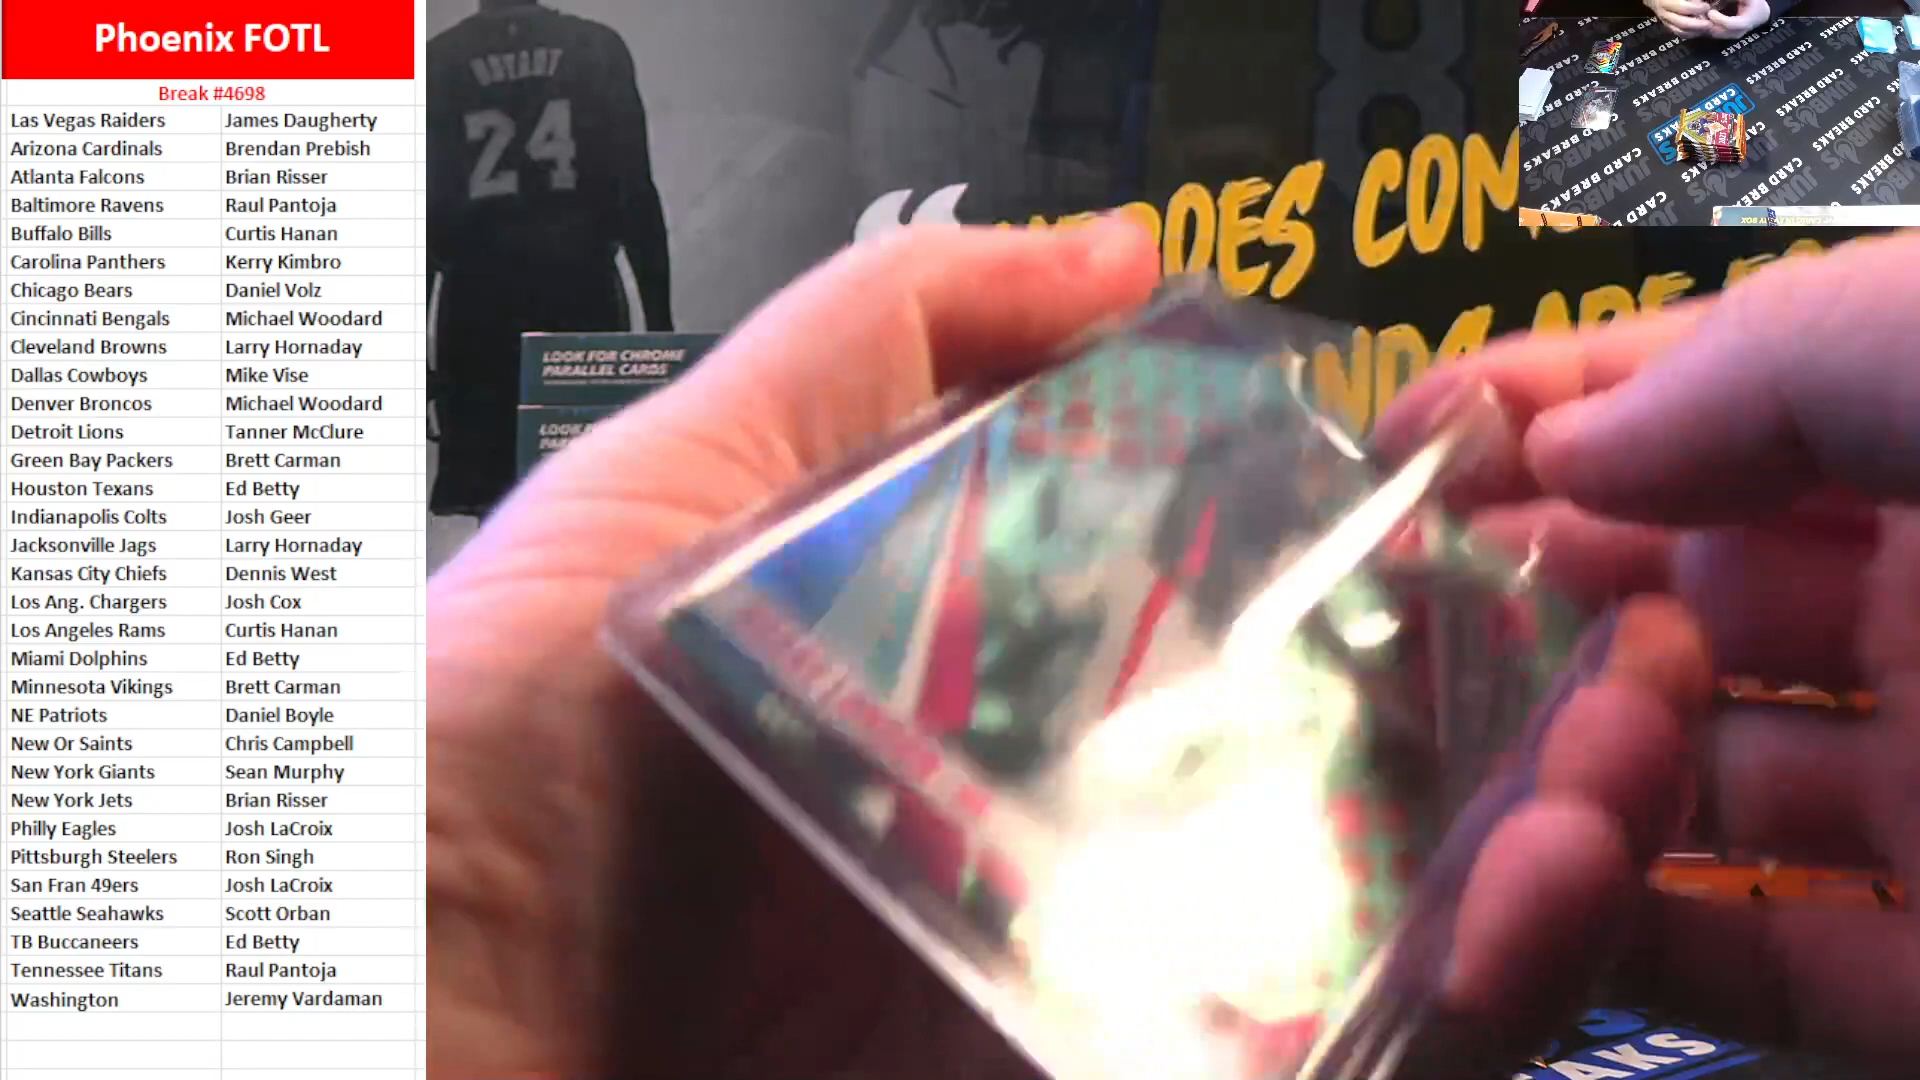 Phoenix FOTL
Break #4698
Las Vegas Raiders James Daugherty
Arizona Cardinals Brendan Prebish
Atlanta Falcons Brian Risser
Baltimore Ravens Raul Pantoja
Buffalo Bills Curtis Hanan
Carolina Panthers Kerry Kimbro
Chicago Bears Daniel Volz
Cincinnati Bengals Michael Woodard
Cleveland Browns Larry Hornaday
Dallas Cowboys Mike Vise
Denver Broncos Michael Woodard
Detroit Lions Tanner McClure
Green Bay Packers Brett Carman
Houston Texans Ed Betty
Indianapolis Colts Josh Geer
Jacksonville Jags Larry Hornaday
Kansas City Chiefs Dennis West
Los Ang. Chargers Josh Cox
Los Angeles Rams Curtis Hanan
Miami Dolphins Ed Betty
Minnesota Vikings Brett Carman
NE Patriots Daniel Boyle
New Or Saints Chris Campbell
New York Giants Sean Murphy
New York Jets Brian Risser
Philly Eagles Josh LaCroix
Pittsburgh Steelers Ron Singh
San Fran 49ers Josh LaCroix
Seattle Seahawks Scott Orban
TB Buccaneers Ed Betty
Tennessee Titans Raul Pantoja
Washington Jeremy Vardaman
BRYANT
24
8
LOOK FOR CHROME
PARALLEL CARDS
CARD BREAKS